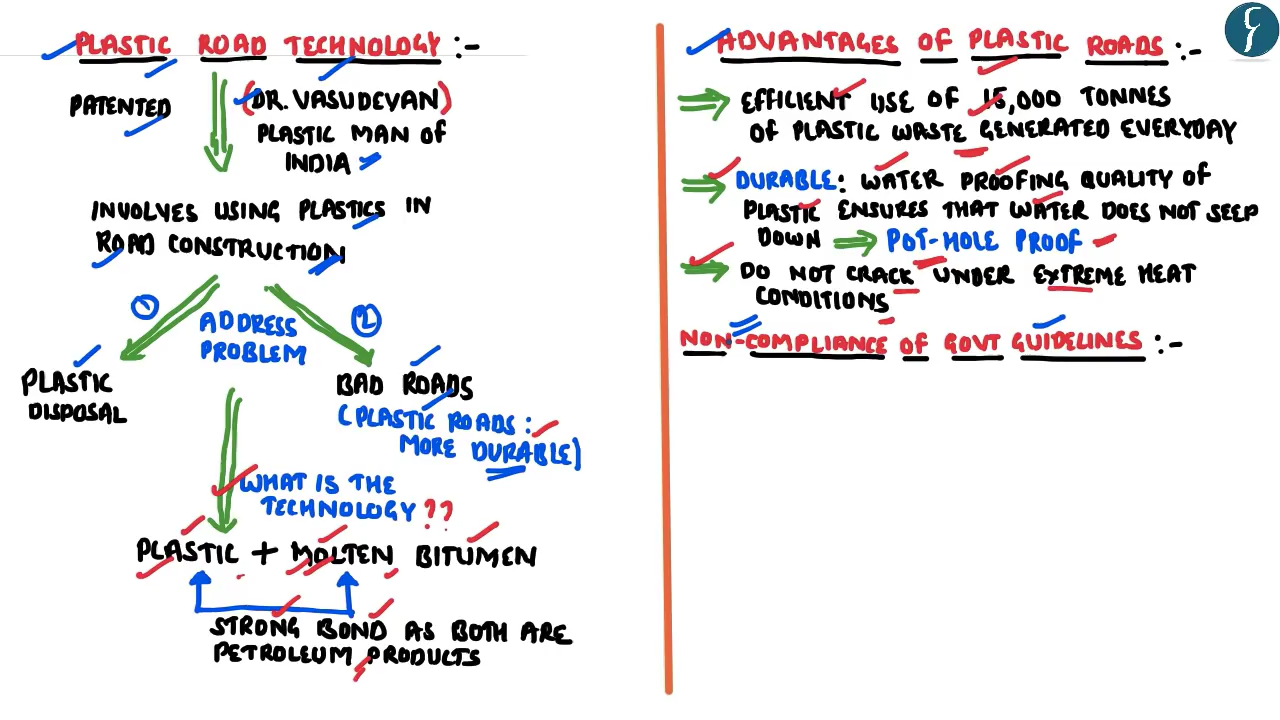 PLASTIC ROAD TECHNOLOGY :-
PATENTED
(DR. VASUDEVAN)
PLASTIC MAN OF
INDIA
INVOLVES USING PLASTICS IN
ROAD CONSTRUCTION
① ②
ADDRESS
PROBLEM
PLASTIC
DISPOSAL
BAD ROADS
(PLASTIC ROADS:
MORE DURABLE)
WHAT IS THE
TECHNOLOGY ??
PLASTIC + MOLTEN BITUMEN
STRONG BOND AS BOTH ARE
PETROLEUM PRODUCTS
ADVANTAGES OF PLASTIC ROADS :-
⇒ EFFICIENT USE OF 15,000 TONNES
OF PLASTIC WASTE GENERATED EVERYDAY
⇒ DURABLE: WATER PROOFING QUALITY OF
PLASTIC ENSURES THAT WATER DOES NOT SEEP
DOWN ⇒ POT-HOLE PROOF
⇒ DO NOT CRACK UNDER EXTREME HEAT
CONDITIONS
NON-COMPLIANCE OF GOVT GUIDELINES :-